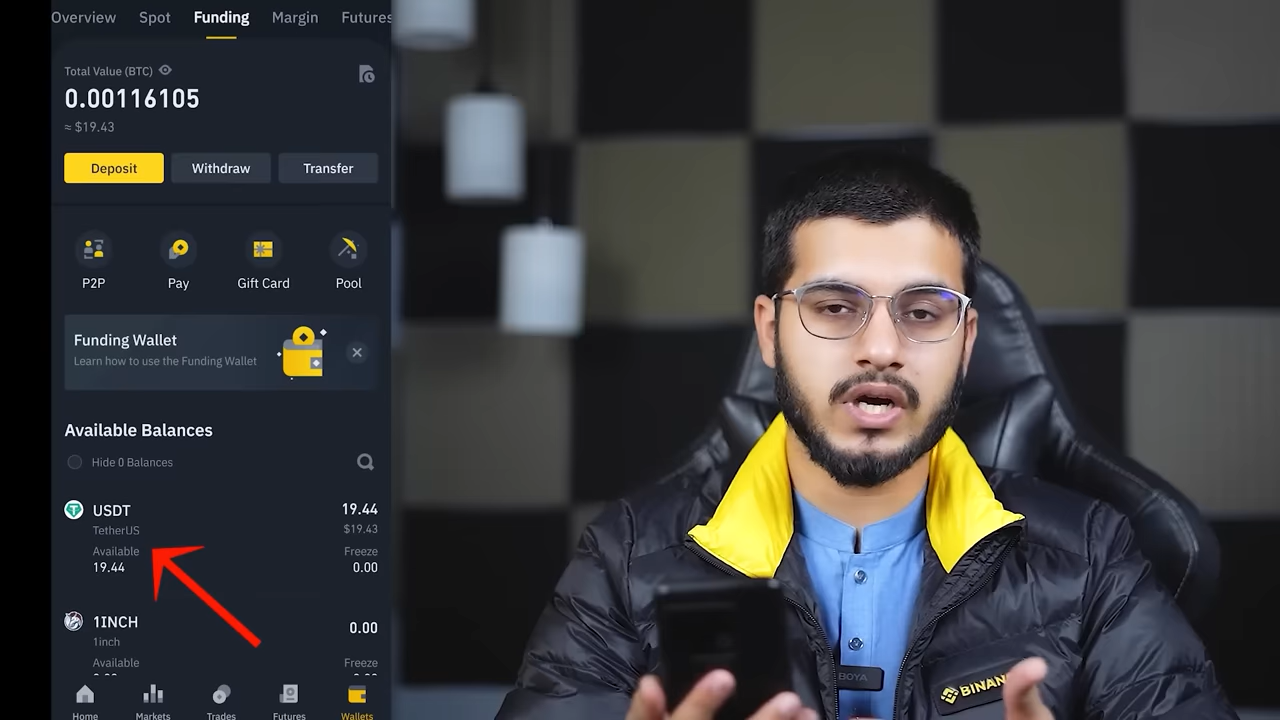 Overview Spot Funding Margin Futures
Total Value (BTC)
0.00116105
≈ $19.43
Deposit Withdraw Transfer
P2P Pay Gift Card Pool
Funding Wallet
Learn how to use the Funding Wallet
Available Balances
Hide 0 Balances
USDT 19.44
TetherUS $19.43
Available Freeze
19.44 0.00
1INCH 0.00
1inch
Available Freeze
Home Markets Trades Futures Wallets
BOYA
BINAN